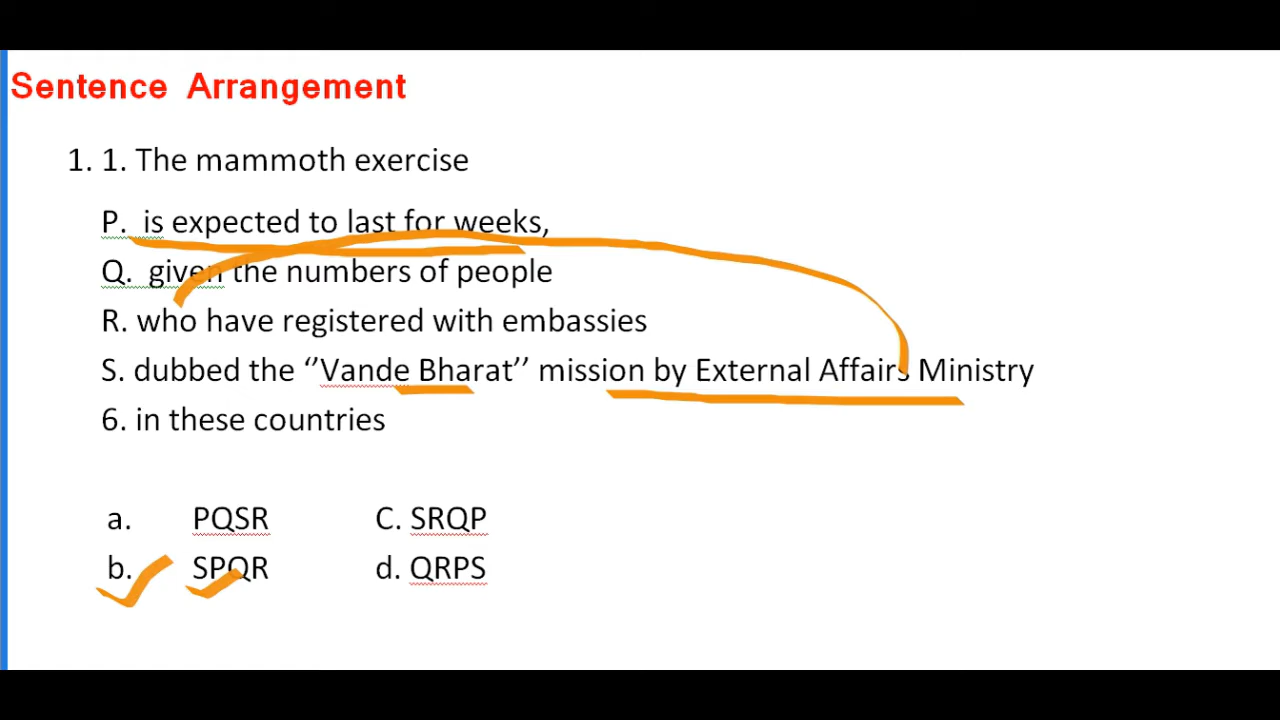 Sentence Arrangement
1. 1. The mammoth exercise
P. is expected to last for weeks,
Q. given the numbers of people
R. who have registered with embassies
S. dubbed the ‘’Vande Bharat’’ mission by External Affairs Ministry
6. in these countries
a. PQSR C. SRQP
b. SPQR d. QRPS